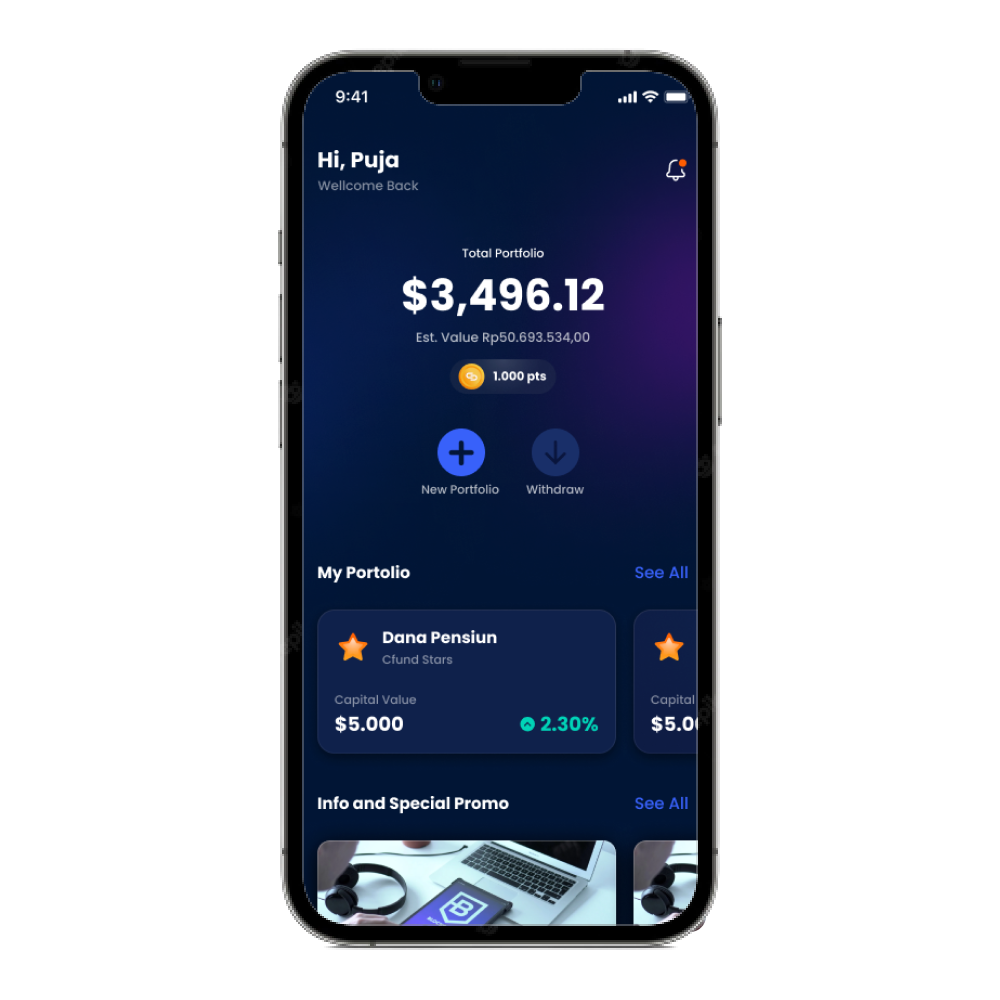 9:41
Hi, Puja
Wellcome Back
Total Portfolio
$3,496.12
Est. Value Rp50.693.534,00
1.000 pts
New Portfolio Withdraw
My Portolio See All
Dana Pensiun
Cfund Stars
Capital Value Capital
$5.000 2.30% $5.00
Info and Special Promo See All